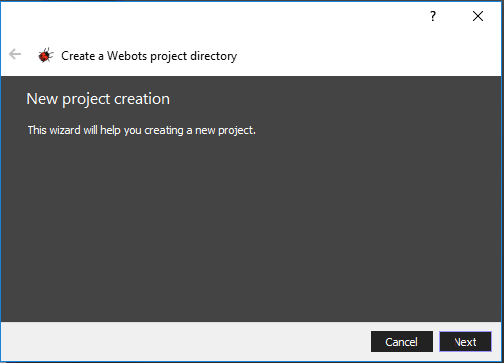 ?
Create a Webots project directory
New project creation
This wizard will help you creating a new project.
Cancel
Next